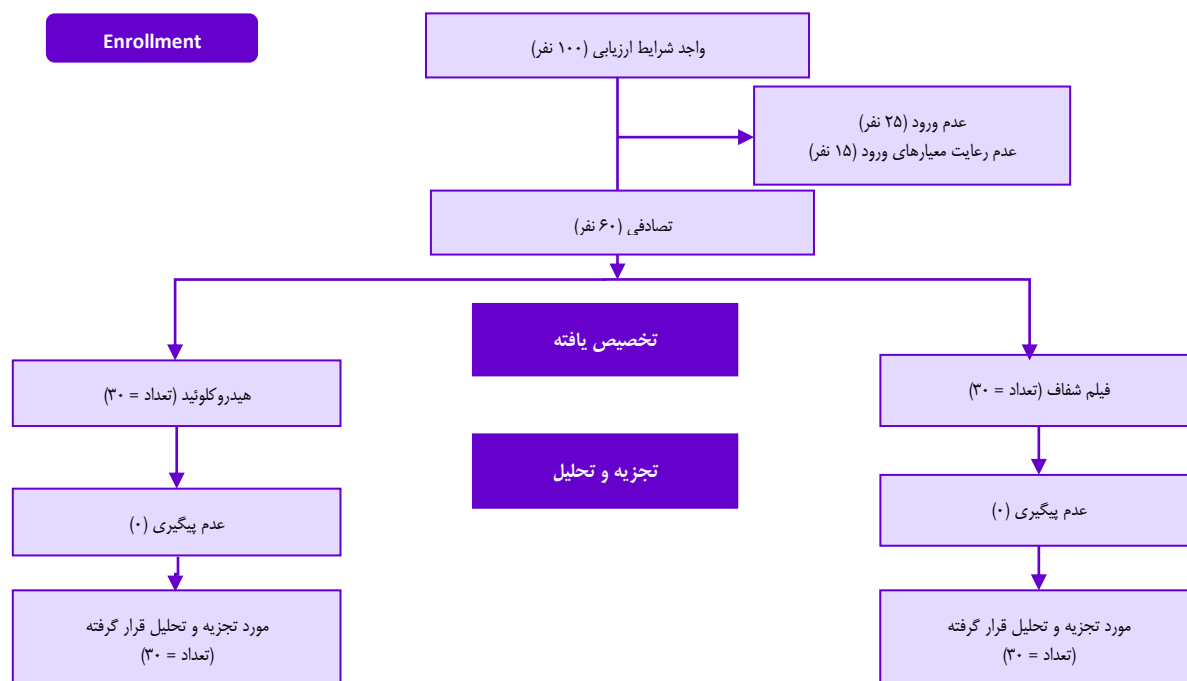 Enrollment
واجد شرایط ارزیابی (۱۰۰ نفر)
عدم ورود (۲۵ نفر)
عدم رعایت معیارهای ورود (۱۵ نفر)
تصادفی (۶۰ نفر)
تخصیص یافته
فیلم شفاف (تعداد = ۳۰)
هیدروکلوئید (تعداد = ۳۰)
تجزیه و تحلیل
عدم پیگیری (۰)
عدم پیگیری (۰)
مورد تجزیه و تحلیل قرار گرفته
(تعداد = ۳۰)
مورد تجزیه و تحلیل قرار گرفته
(تعداد = ۳۰)